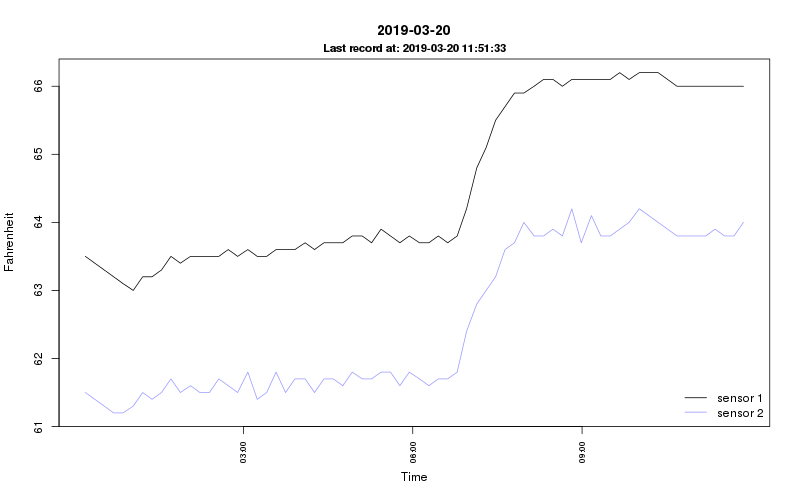 2019-03-20
Last record at: 2019-03-20 11:51:33
66
65
64
63
62
61
Fahrenheit
sensor 1
sensor 2
03:00
06:00
09:00
Time